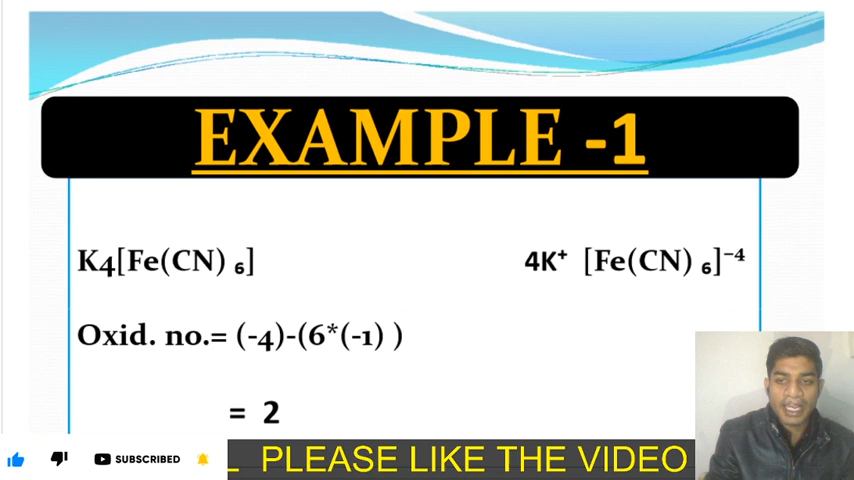 EXAMPLE -1
K4[Fe(CN) ₆] 4K⁺ [Fe(CN) ₆]⁻⁴
Oxid. no.= (-4)-(6*(-1) )
= 2
SUBSCRIBED
PLEASE LIKE THE VIDEO